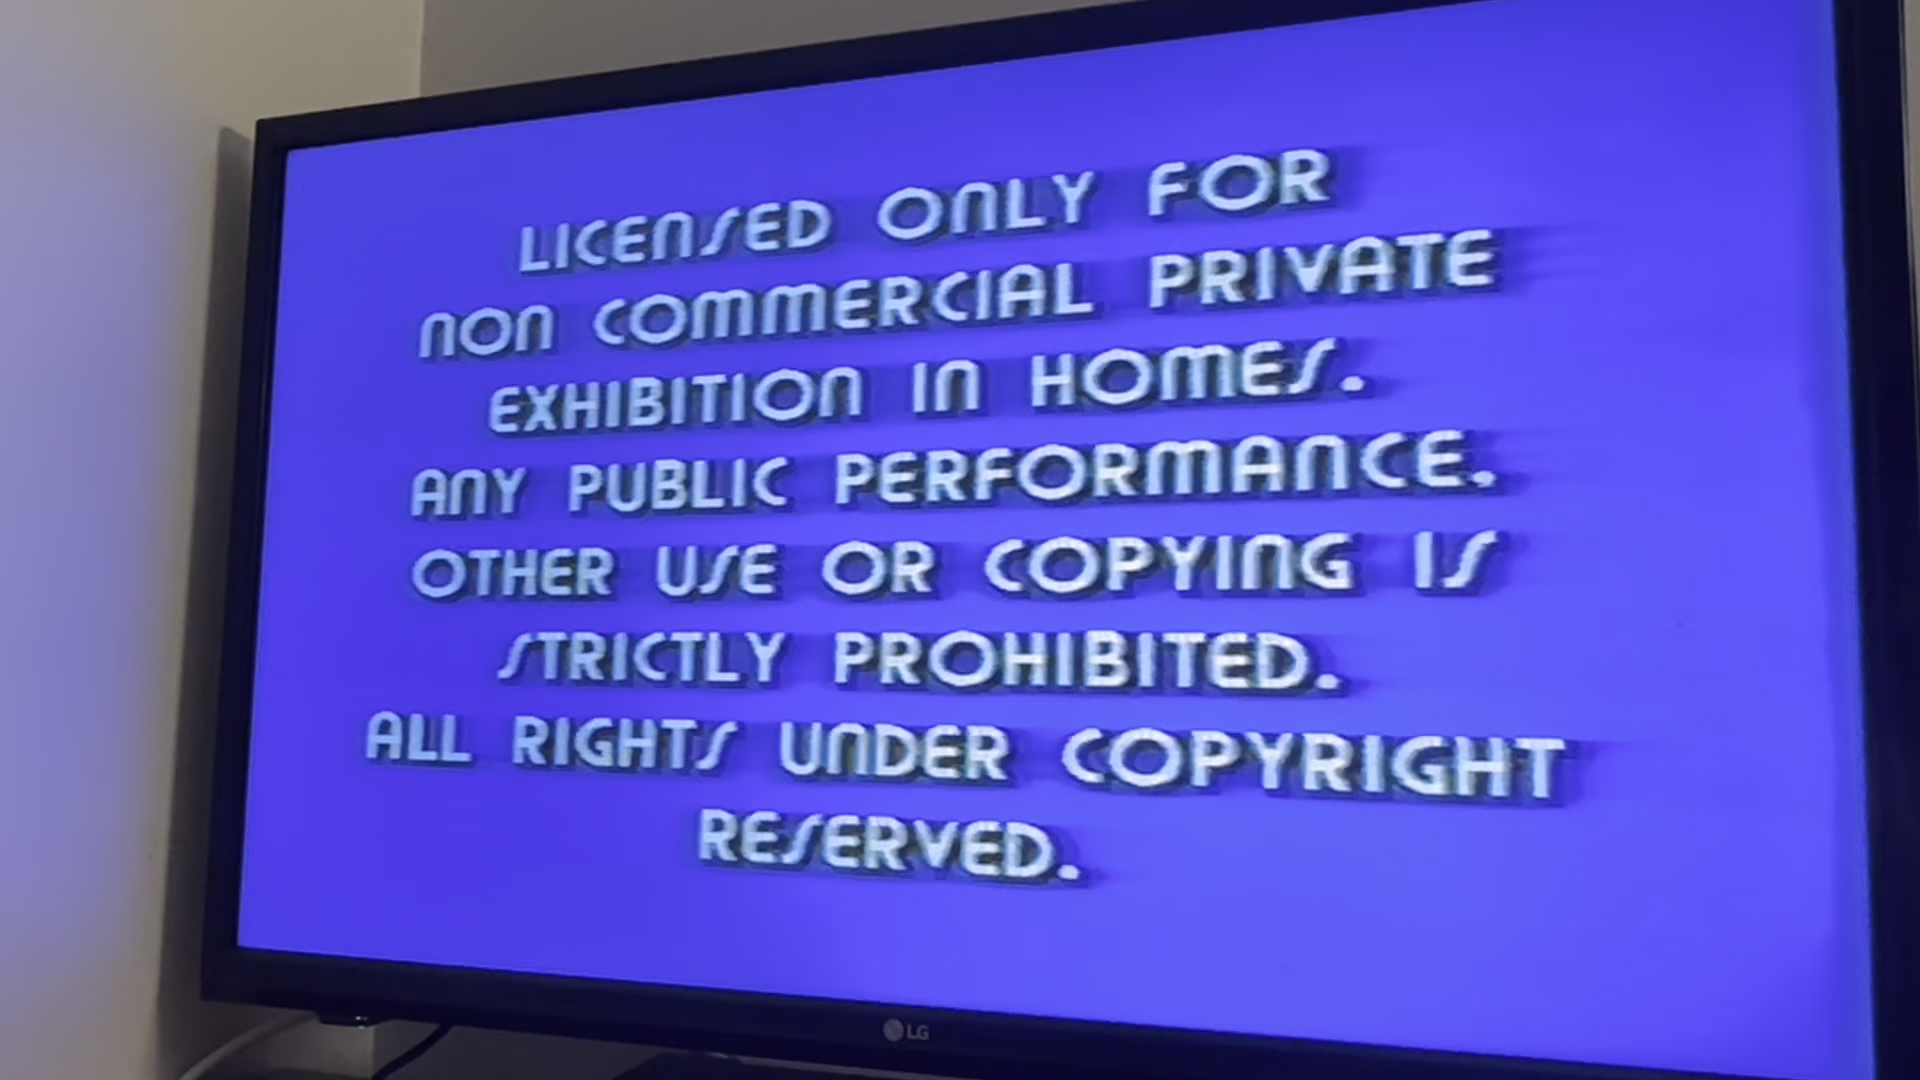 LICENSED ONLY FOR
NON COMMERCIAL PRIVATE
EXHIBITION IN HOMES.
ANY PUBLIC PERFORMANCE,
OTHER USE OR COPYING IS
STRICTLY PROHIBITED.
ALL RIGHTS UNDER COPYRIGHT
RESERVED.
LG